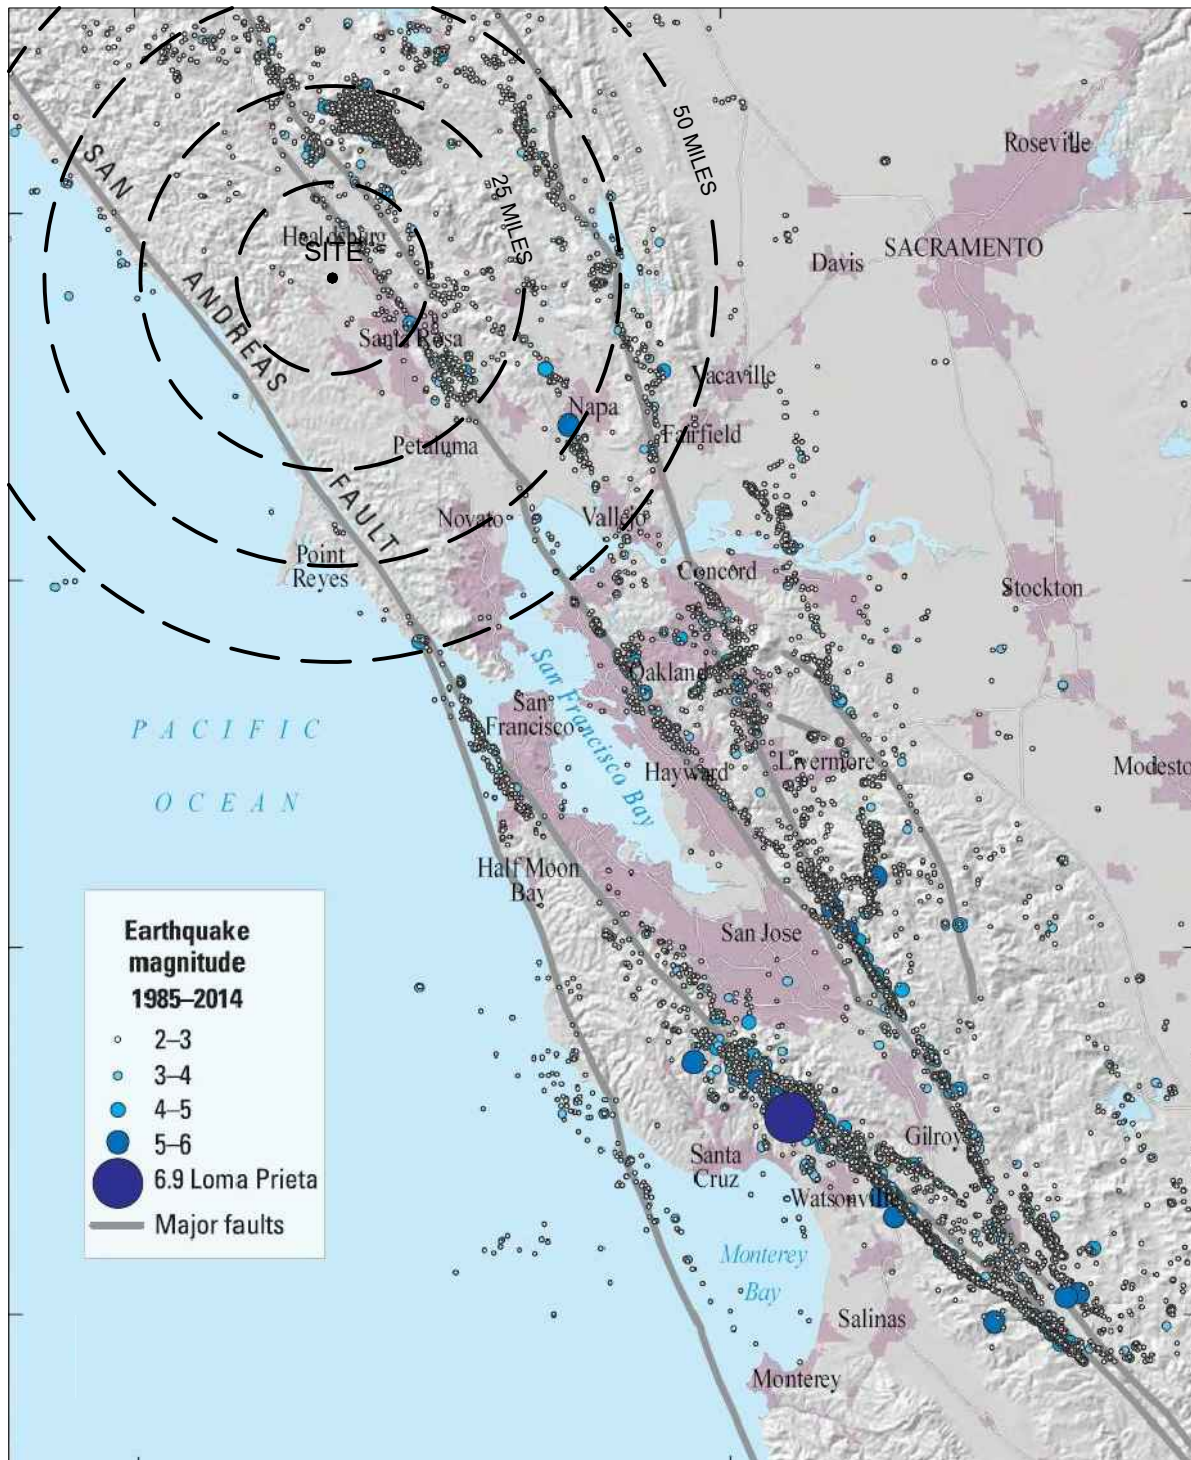 50 MILES
Roseville
SAN
25 MILES
Healdsburg
SITE
SACRAMENTO
Davis
ANDREAS
Santa Rosa
Vacaville
Napa
Petaluma
Fairfield
FAULT
Novato
Vallejo
Point
Reyes
Concord
Stockton
San Francisco Bay
Oakland
San
Francisco
PACIFIC
OCEAN
Hayward
Livermore
Modesto
Half Moon
Bay
San Jose
Earthquake
magnitude
1985–2014
2–3
3–4
4–5
5–6
6.9 Loma Prieta
Major faults
Gilroy
Santa
Cruz
Watsonville
Monterey
Bay
Salinas
Monterey